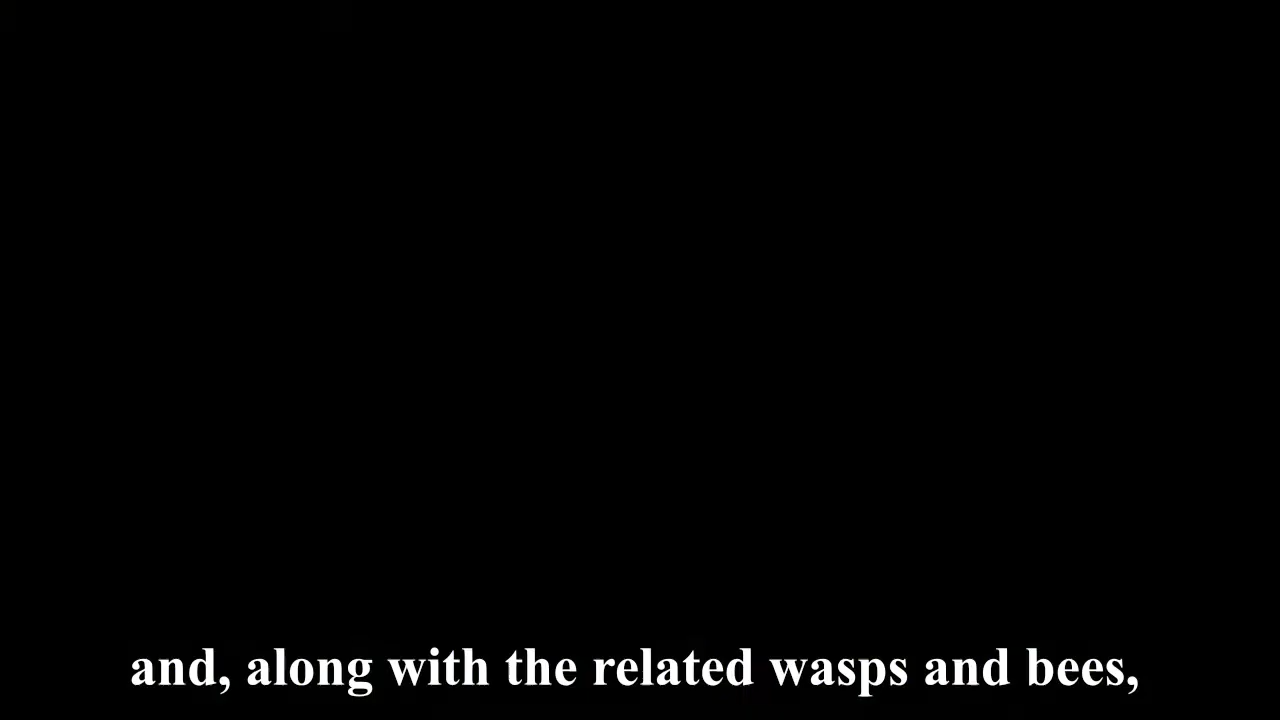 and, along with the related wasps and bees,